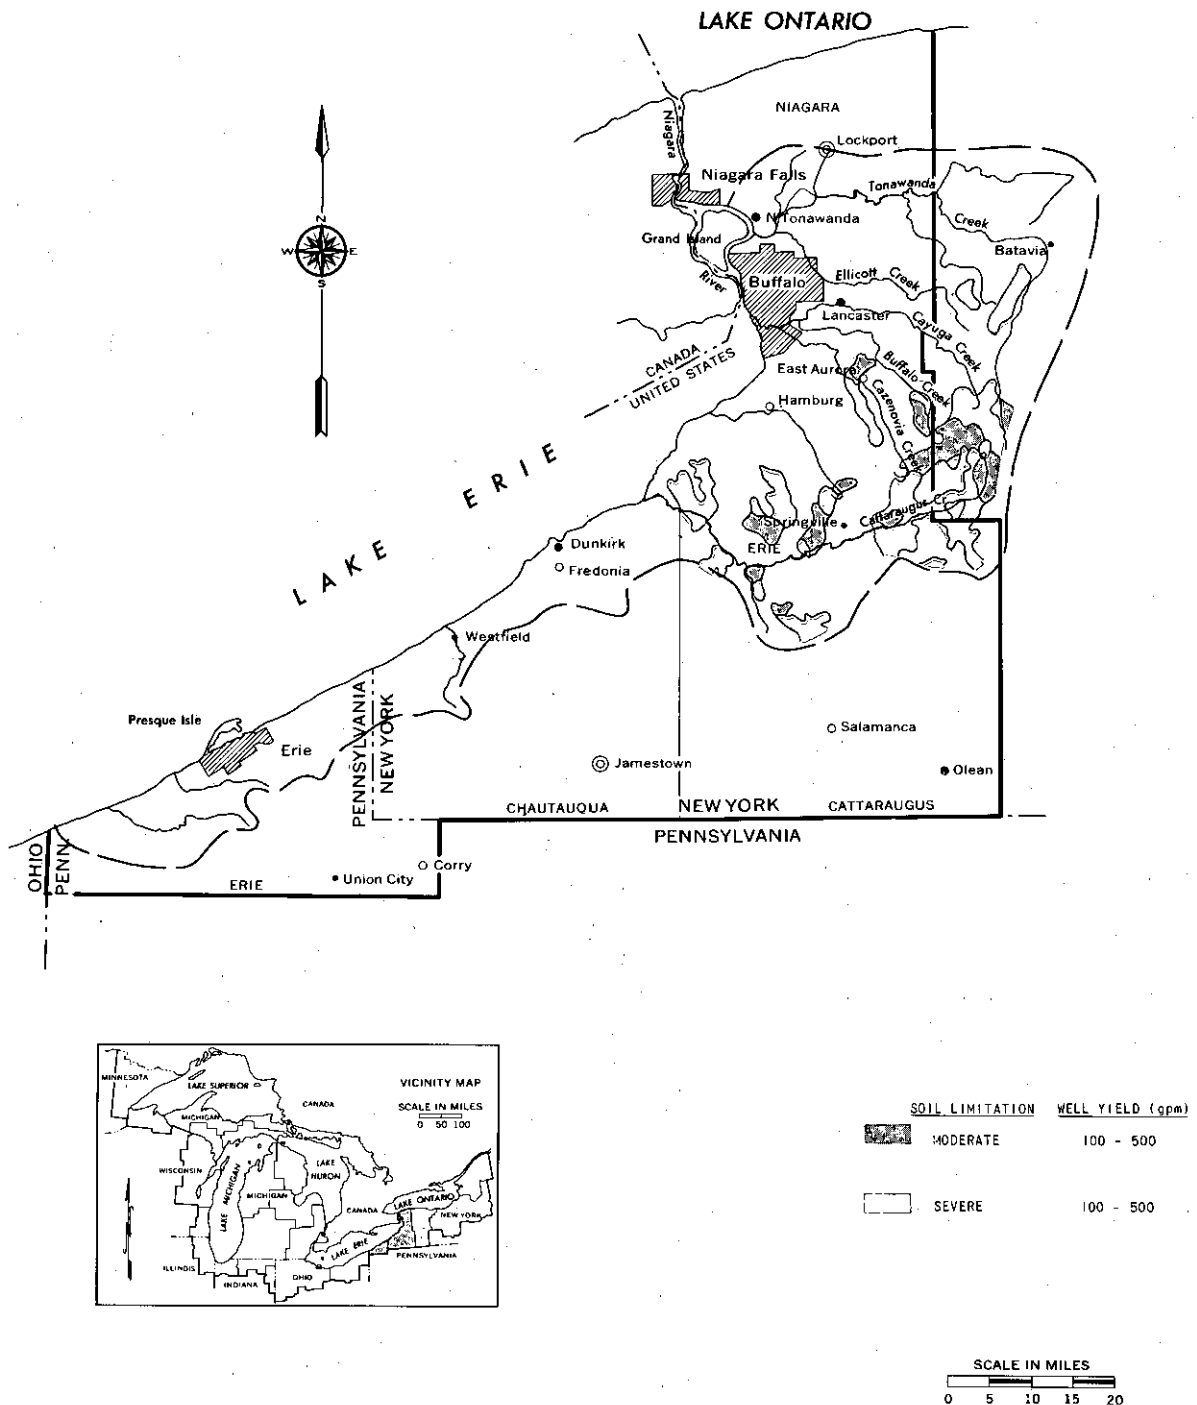 LAKE ONTARIO
NIAGARA
Niagara
Lockport
Niagara Falls
Tonawanda
Creek
N Tonawanda
Grand Island
Batavia
N
W E
S
River
Buffalo
Ellicott
Creek
Lancaster
Cayuga Creek
CANADA
UNITED STATES
East Aurora
Buffalo Creek
Cazenovia Creek
Hamburg
LAKE ERIE
Springville
Cattaraugus Cr
ERIE
Dunkirk
Fredonia
Westfield
Presque Isle
Erie
PENNSYLVANIA
NEW YORK
Salamanca
Jamestown
Olean
CHAUTAUQUA
NEW YORK
CATTARAUGUS
PENNSYLVANIA
OHIO
PENN
Corry
Union City
ERIE
VICINITY MAP
SCALE IN MILES
0 50 100
MINNESOTA
LAKE SUPERIOR
CANADA
MICHIGAN
WISCONSIN
LAKE MICHIGAN
MICHIGAN
LAKE HURON
CANADA
LAKE ONTARIO
NEW YORK
LAKE ERIE
PENNSYLVANIA
ILLINOIS
INDIANA
OHIO
SOIL LIMITATION WELL YIELD (gpm)
MODERATE 100 - 500
SEVERE 100 - 500
SCALE IN MILES
0 5 10 15 20